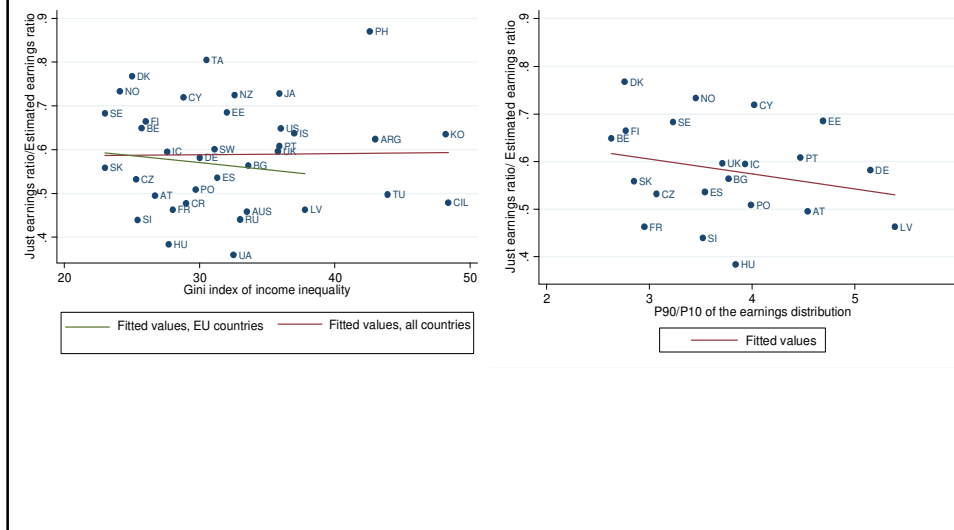 Just earnings ratio/Estimated earnings ratio
.9
.8
.7
.6
.5
.4
PH
TA
DK
NO
CY
NZ
JA
SE
EE
FI
BE
US
IS
KO
ARG
PT
IC
SW
UK
DE
SK
BG
CZ
ES
PO
AT
TU
CR
CIL
FR
AUS
LV
SI
RU
HU
UA
20 30 40 50
Gini index of income inequality
Fitted values, EU countries Fitted values, all countries
Just earnings ratio/ Estimated earnings ratio
.9
.8
.7
.6
.5
.4
DK
NO
CY
SE
EE
FI
BE
UK
IC
PT
DE
SK
BG
CZ
ES
PO
AT
FR
LV
SI
HU
2 3 4 5
P90/P10 of the earnings distribution
Fitted values